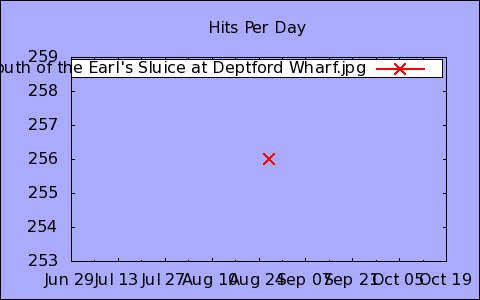 Hits Per Day
259
outh of the Earl's Sluice at Deptford Wharf.jpg
258
257
256
255
254
253
Jun 29 Jul 13 Jul 27 Aug 10 Aug 24 Sep 07 Sep 21 Oct 05 Oct 19